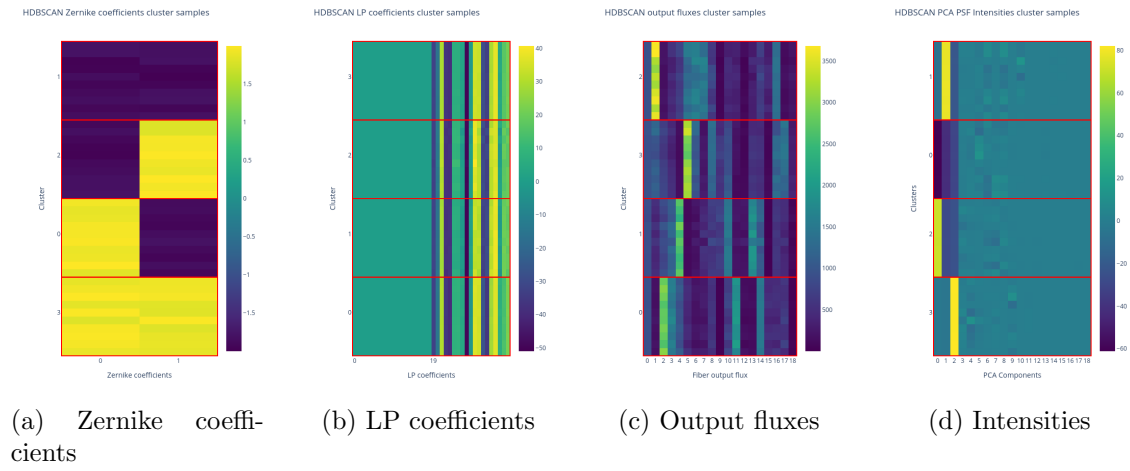 HDBSCAN Zernike coefficients cluster samples
1
2
0
3
Cluster
0 1
Zernike coefficients
1.5
1
0.5
0
−0.5
−1
−1.5
HDBSCAN LP coefficients cluster samples
3
2
1
0
Cluster
0 19
LP coefficients
40
30
20
10
0
−10
−20
−30
−40
−50
HDBSCAN output fluxes cluster samples
2
3
1
0
Cluster
0 1 2 3 4 5 6 7 8 9 10 11 12 13 14 15 16 17 18
Fiber output flux
3500
3000
2500
2000
1500
1000
500
HDBSCAN PCA PSF Intensities cluster samples
1
0
2
3
Clusters
0 1 2 3 4 5 6 7 8 9 10 11 12 13 14 15 16 17 18
PCA Components
80
60
40
20
0
−20
−40
−60
(a) Zernike coeffi-
cients
(b) LP coefficients
(c) Output fluxes
(d) Intensities